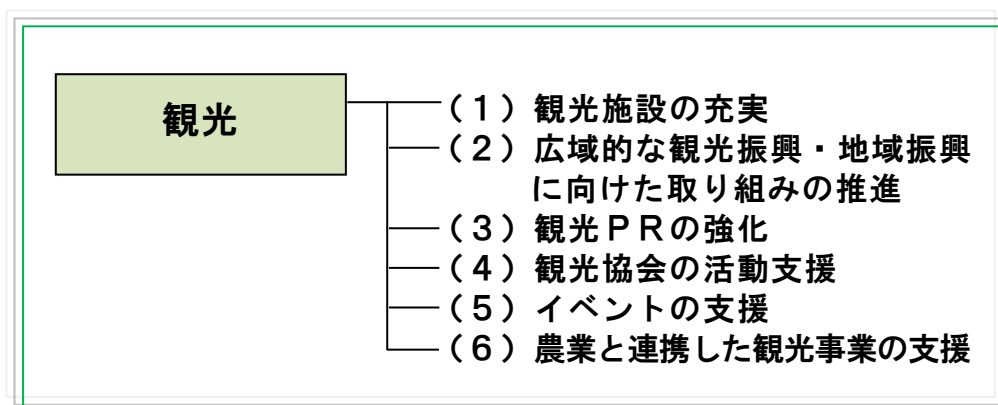 観光
（１）観光施設の充実
（２）広域的な観光振興・地域振興
に向けた取り組みの推進
（３）観光ＰＲの強化
（４）観光協会の活動支援
（５）イベントの支援
（６）農業と連携した観光事業の支援